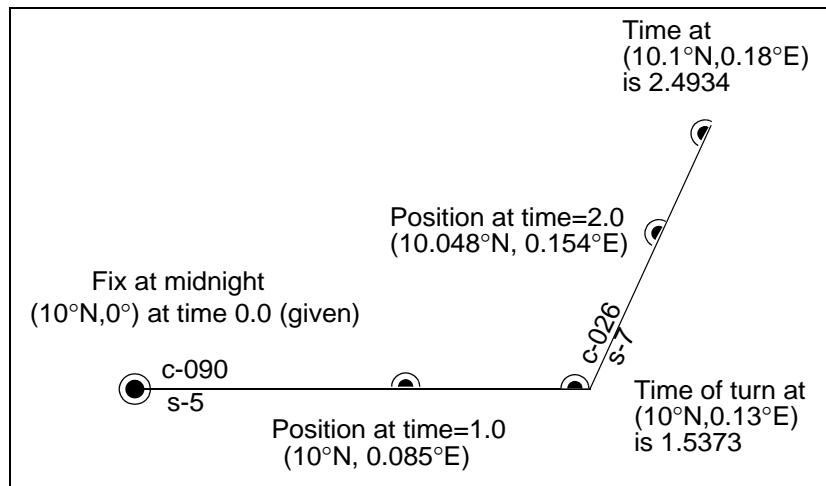 Time at
(10.1°N,0.18°E)
is 2.4934
Position at time=2.0
(10.048°N, 0.154°E)
Fix at midnight
(10°N,0°) at time 0.0 (given)
c-026
s-7
c-090
s-5
Time of turn at
(10°N,0.13°E)
is 1.5373
Position at time=1.0
(10°N, 0.085°E)